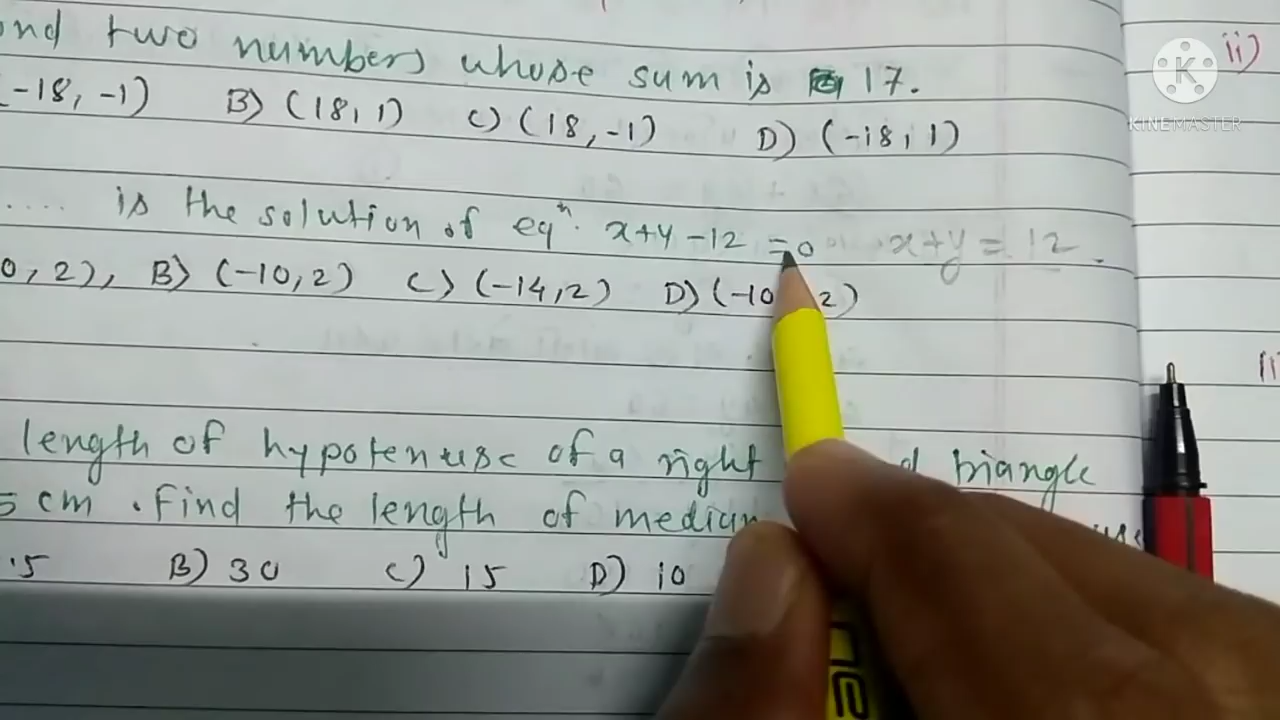 ond two numbers whose sum is 17.
(-18, -1) B) (18, 1) C) (18, -1) D) (-18, 1)
.... is the solution of eqn. x+y-12 =0 x+y = 12.
0, 2), B) (-10, 2) C) (-14, 2) D) (-10 2)
length of hypotenuse of a right triangle
5 cm. Find the length of median
.5 B) 30 C) 15 D) 10
ii)
KINEMASTER